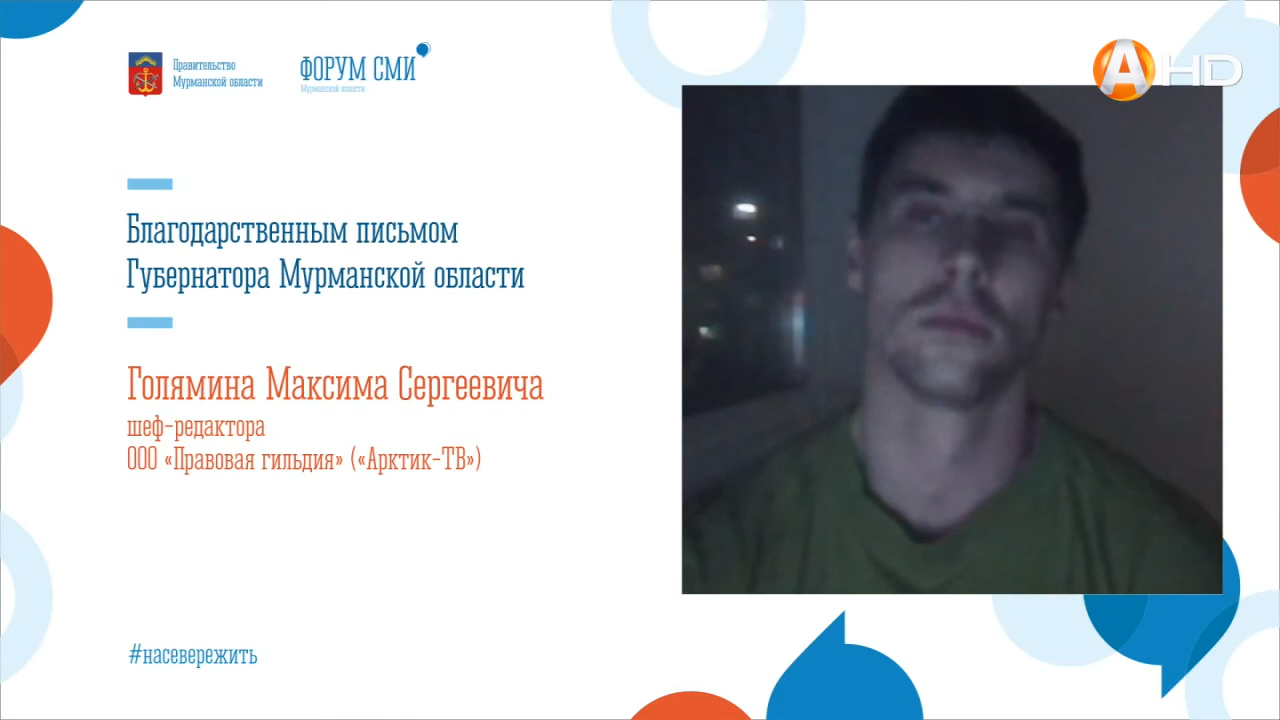 Правительство
Мурманской области
ФОРУМ СМИ
Мурманской области
А HD
Благодарственным письмом
Губернатора Мурманской области
Голямина Максима Сергеевича
шеф-редактора
ООО «Правовая гильдия» («Арктик-ТВ»)
#насевережить